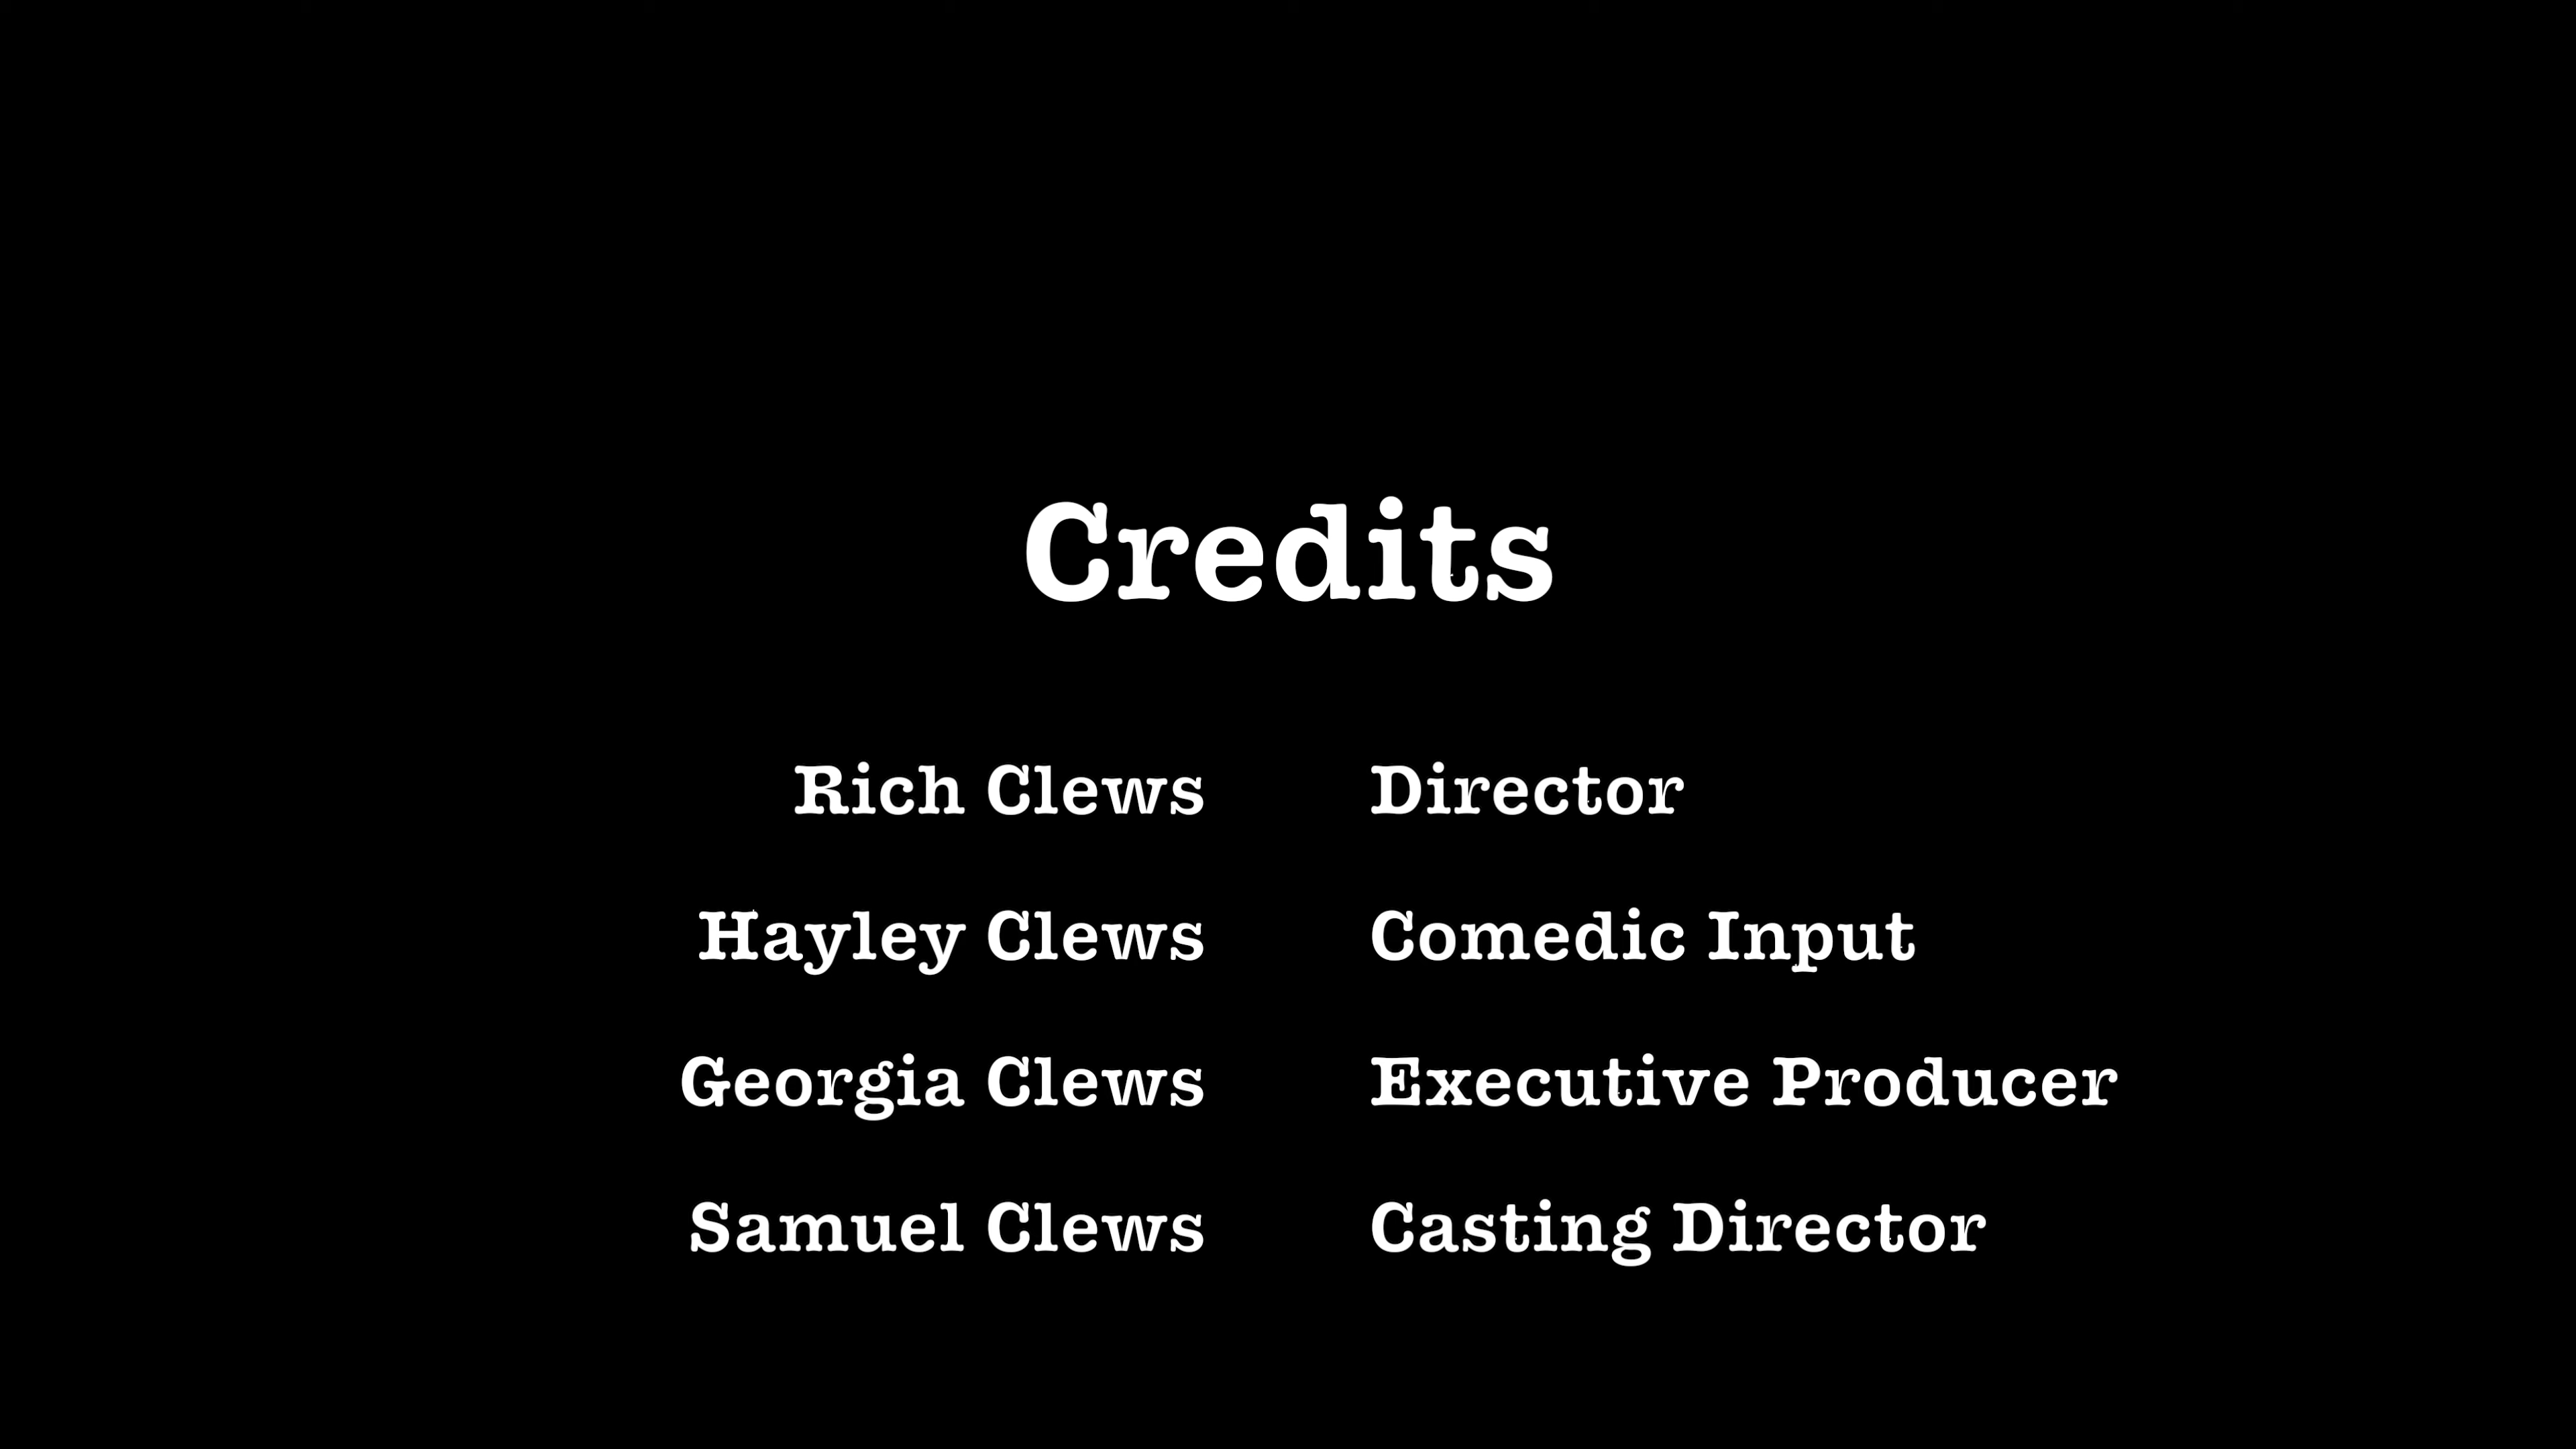 Credits
Rich Clews Director
Hayley Clews Comedic Input
Georgia Clews Executive Producer
Samuel Clews Casting Director